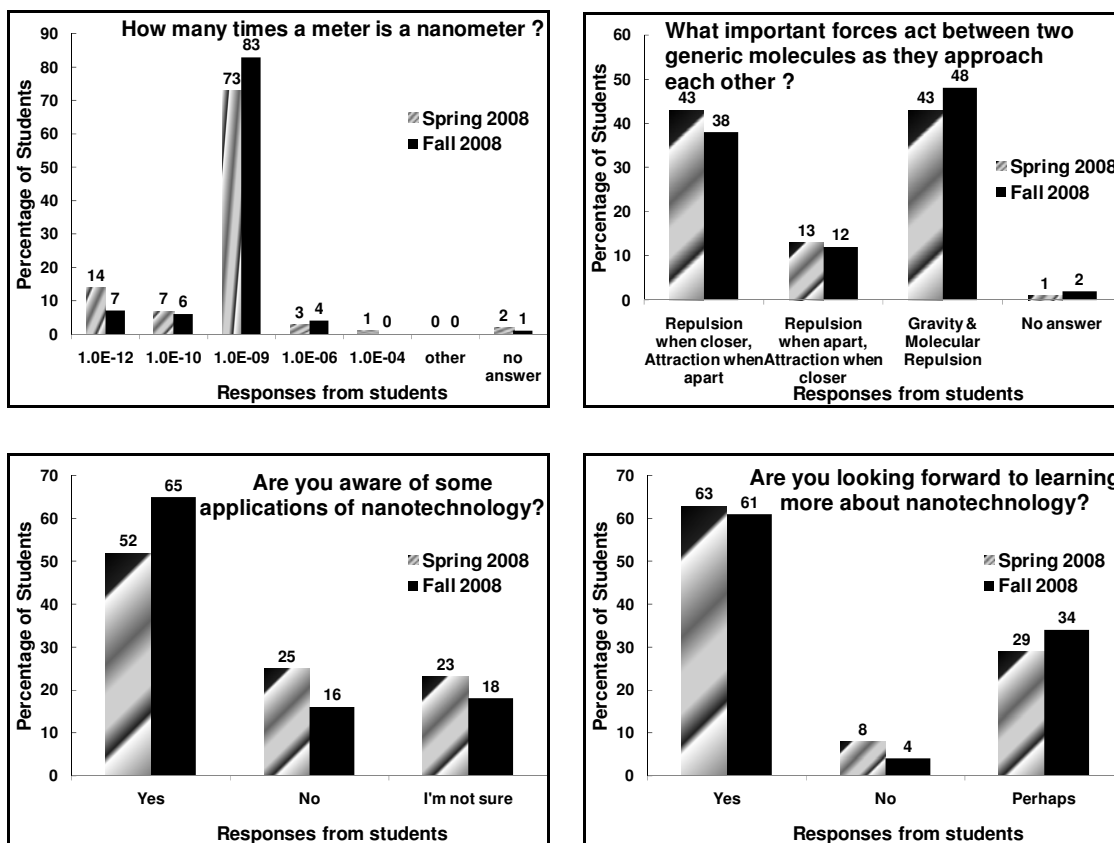 How many times a meter is a nanometer ?
90
80
70
60
50
40
30
20
10
0
Percentage of Students
14
7
7
6
73
83
3
4
1
0
0
0
2
1
Spring 2008
Fall 2008
1.0E-12 1.0E-10 1.0E-09 1.0E-06 1.0E-04 other no
answer
Responses from students
What important forces act between two
generic molecules as they approach
each other ?
60
50
40
30
20
10
0
Percentage of Students
43
38
13
12
43
48
1
2
Spring 2008
Fall 2008
Repulsion
when closer,
Attraction when
apart
Repulsion
when apart,
Attraction when
closer
Gravity &
Molecular
Repulsion
No answer
Responses from students
Are you aware of some
applications of nanotechnology?
70
60
50
40
30
20
10
0
Percentage of Students
52
65
25
16
23
18
Spring 2008
Fall 2008
Yes No I'm not sure
Responses from students
Are you looking forward to learning
more about nanotechnology?
70
60
50
40
30
20
10
0
Percentage of Students
63
61
8
4
29
34
Spring 2008
Fall 2008
Yes No Perhaps
Responses from students